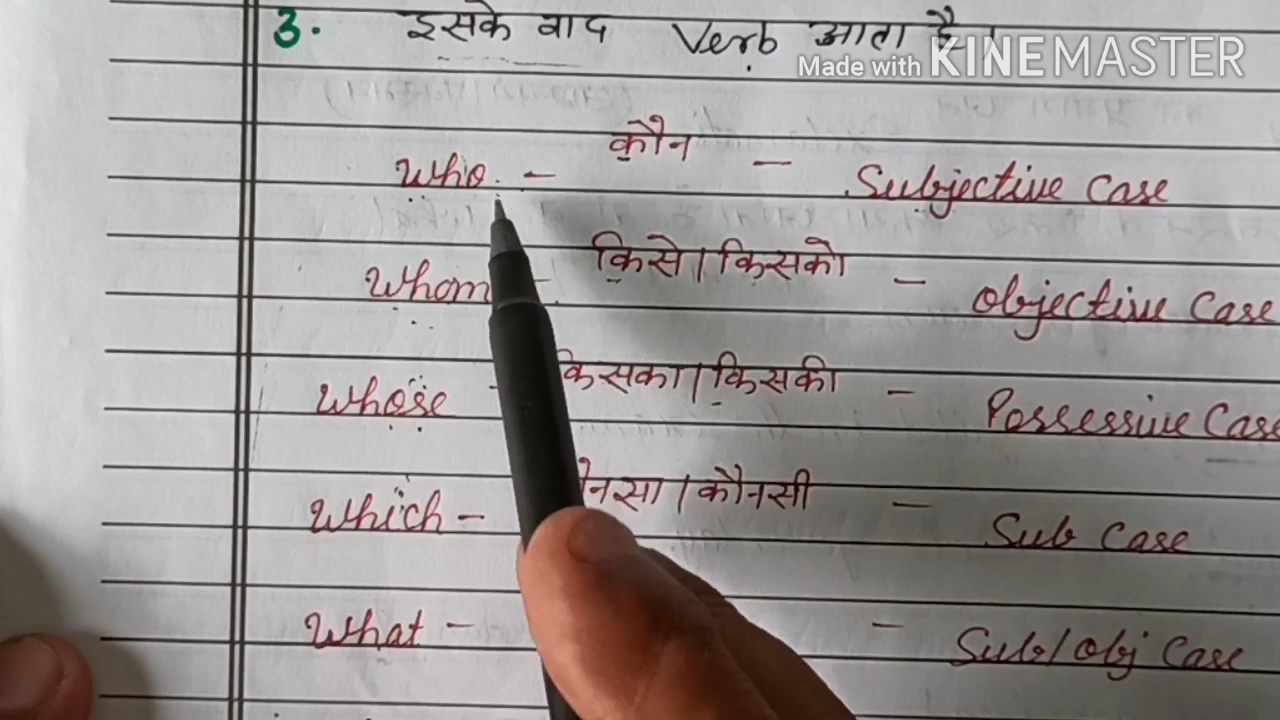 3. इसके बाद Verb आता है।
Made with KINEMASTER
Who - कौन - Subjective Case
Whom - किसे/किसको - Objective Case
Whose - किसका/किसकी - Possessive Case
Which - कौनसी - Sub Case
What - - Sub/Obj Case